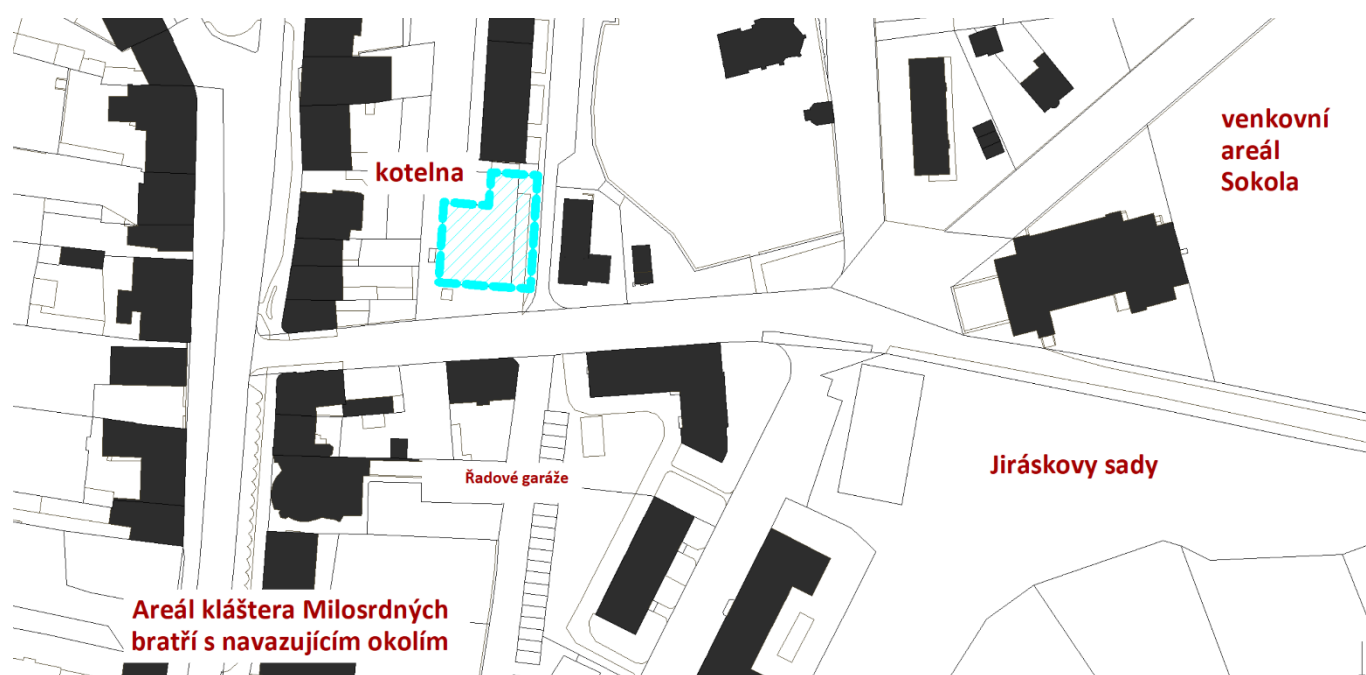 venkovní
areál
Sokola
kotelna
Jiráskovy sady
Řadové garáže
Areál kláštera Milosrdných
bratří s navazujícím okolím